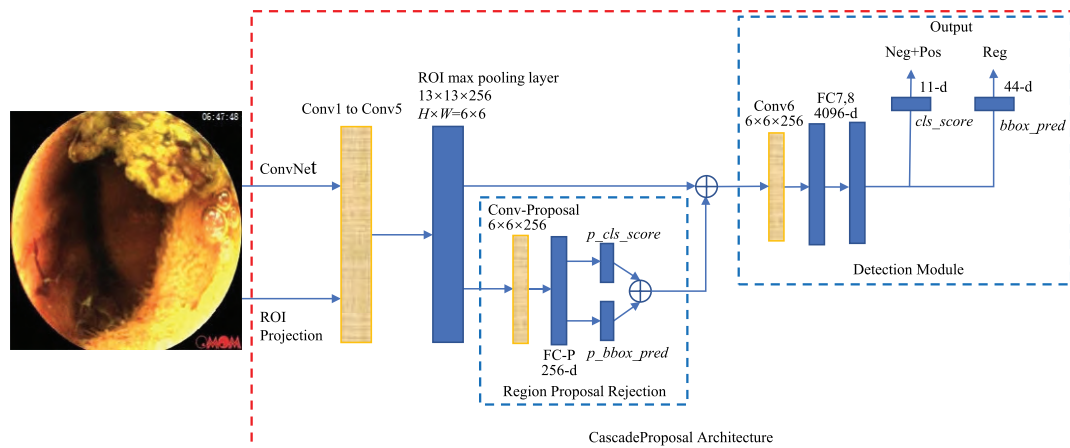 Output
Neg+Pos
Reg
11-d
44-d
cls_score
bbox_pred
ROI max pooling layer
13×13×256
H×W=6×6
Conv1 to Conv5
Conv6
6×6×256
FC7,8
4096-d
06:47:48
ConvNet
Conv-Proposal
6×6×256
p_cls_score
Detection Module
ROI
Projection
QMOM
FC-P
256-d
p_bbox_pred
Region Proposal Rejection
CascadeProposal Architecture